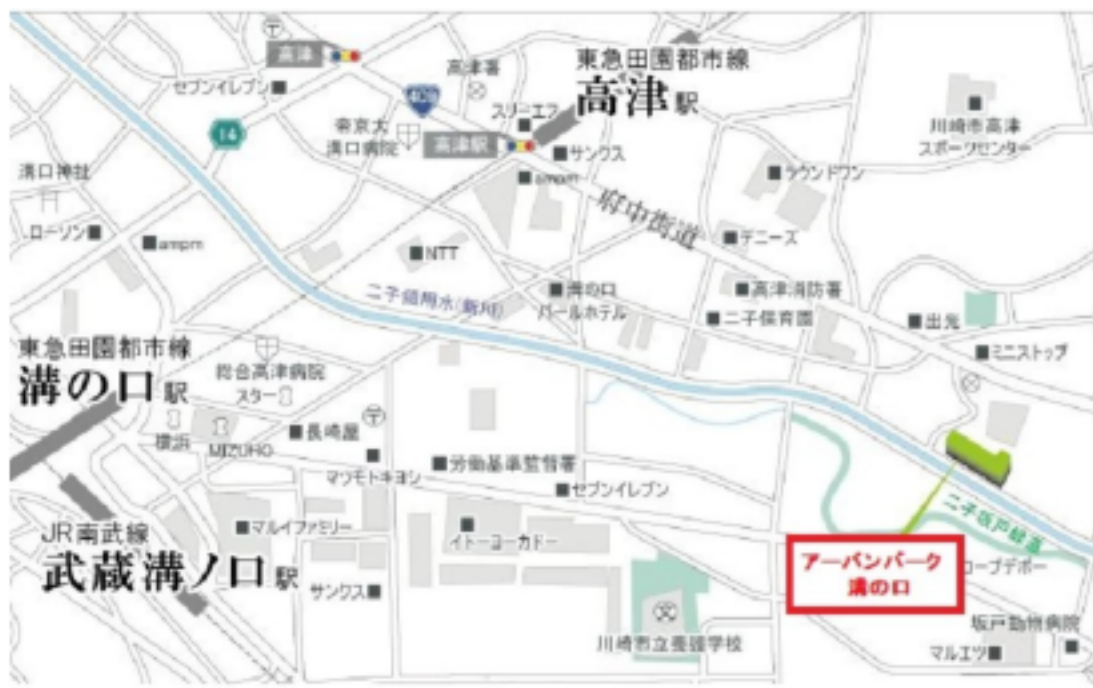 高津
セブンイレブン
高津署
409
東急田園都市線
高津駅
スリーエフ
14
帝京大
溝口病院
高津駅
サンクス
ampm
川崎市高津
スポーツセンター
ラウンドワン
溝口神社
ローソン
ampm
府中街道
デニーズ
NTT
二子領用水(新川)
溝の口
パールホテル
高津消防署
二子保育園
出光
ミニストップ
東急田園都市線
溝の口駅
総合高津病院
スター
横浜
MIZUHO
長崎屋
マツモトキヨシ
労働基準監督署
セブンイレブン
二子坂戸緑道
JR南武線
武蔵溝ノ口駅
マルイファミリー
イトーヨーカドー
アーバンパーク
溝の口
コープデポー
サンクス
文
川崎市立養護学校
坂戸動物病院
マルエツ